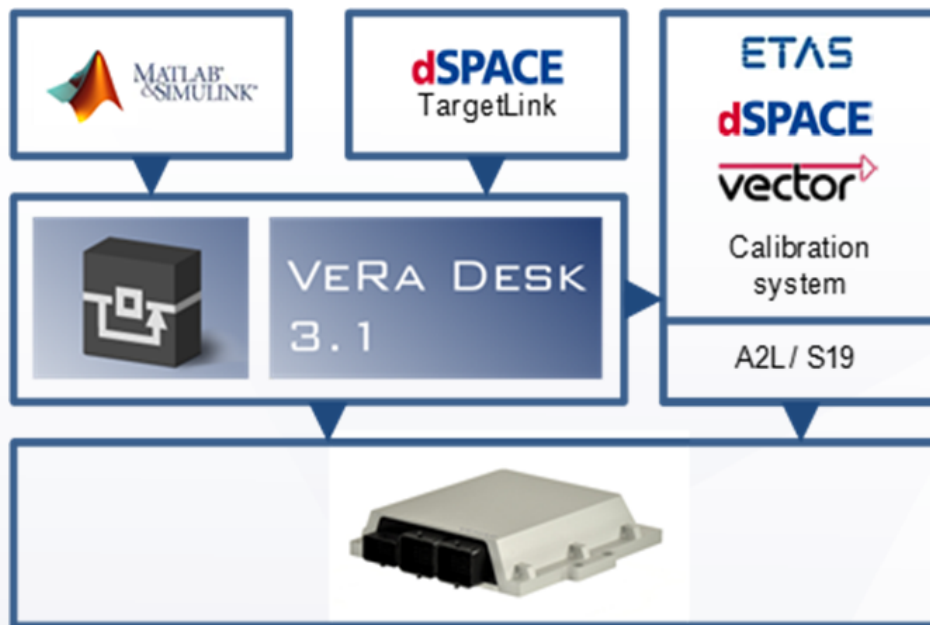 MATLAB®
&SIMULINK®
dSPACE
TargetLink
ETAS
dSPACE
vector
Calibration
system
VERA DESK
3.1
A2L / S19